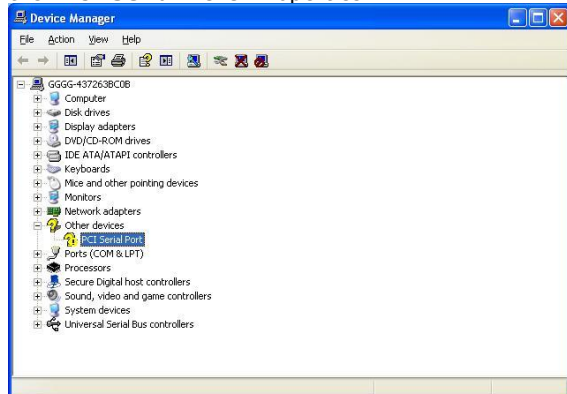 Device Manager
File Action View Help
GGGG-437263BC0B
Computer
Disk drives
Display adapters
DVD/CD-ROM drives
IDE ATA/ATAPI controllers
Keyboards
Mice and other pointing devices
Monitors
Network adapters
Other devices
PCI Serial Port
Ports (COM & LPT)
Processors
Secure Digital host controllers
Sound, video and game controllers
System devices
Universal Serial Bus controllers